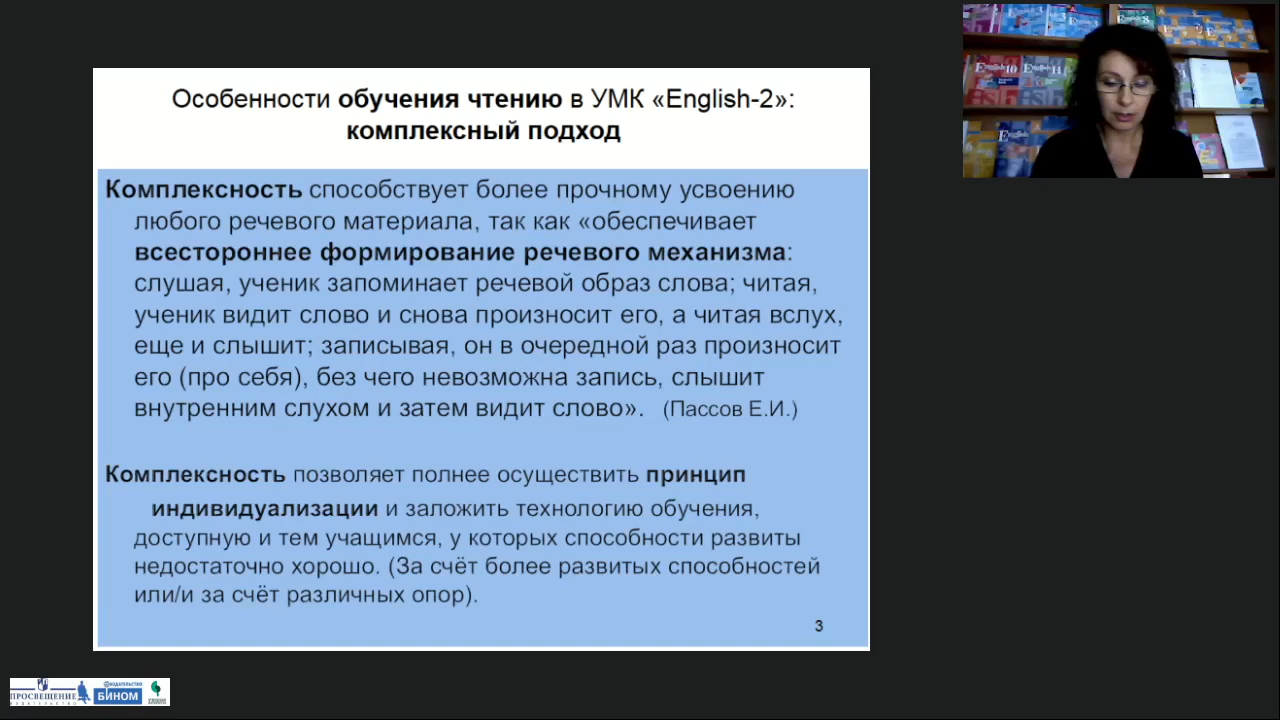 Особенности обучения чтению в УМК «English-2»:
комплексный подход
Комплексность способствует более прочному усвоению
любого речевого материала, так как «обеспечивает
всестороннее формирование речевого механизма:
слушая, ученик запоминает речевой образ слова; читая,
ученик видит слово и снова произносит его, а читая вслух,
еще и слышит; записывая, он в очередной раз произносит
его (про себя), без чего невозможна запись, слышит
внутренним слухом и затем видит слово». (Пассов Е.И.)
Комплексность позволяет полнее осуществить принцип
индивидуализации и заложить технологию обучения,
доступную и тем учащимся, у которых способности развиты
недостаточно хорошо. (За счёт более развитых способностей
или/и за счёт различных опор).
3
English 10
English
ПРОСВЕЩЕНИЕ
ИЗДАТЕЛЬСТВО
БИНОМ